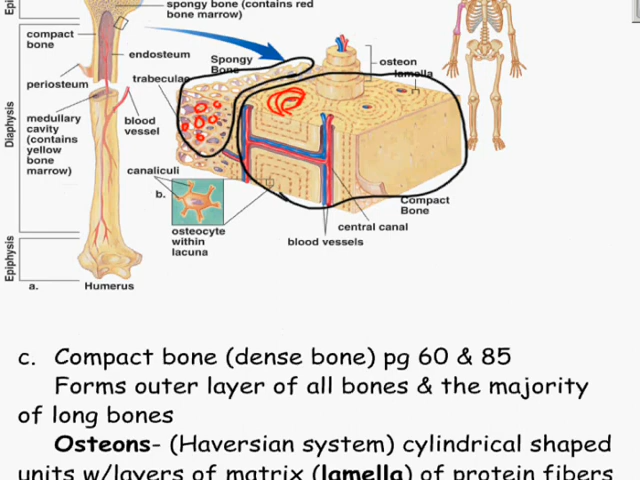 Epi
spongy bone (contains red
bone marrow)
compact
bone
endosteum
periosteum
Diaphysis
medullary
cavity
(contains
yellow
bone
marrow)
blood
vessel
Epiphysis
a.
Humerus
Spongy
Bone
trabeculae
canaliculi
b.
osteocyte
within
lacuna
osteon
lamella
Compact
Bone
central canal
blood vessels
c. Compact bone (dense bone) pg 60 & 85
Forms outer layer of all bones & the majority
of long bones
Osteons- (Haversian system) cylindrical shaped
units w/layers of matrix (lamella) of protein fibers